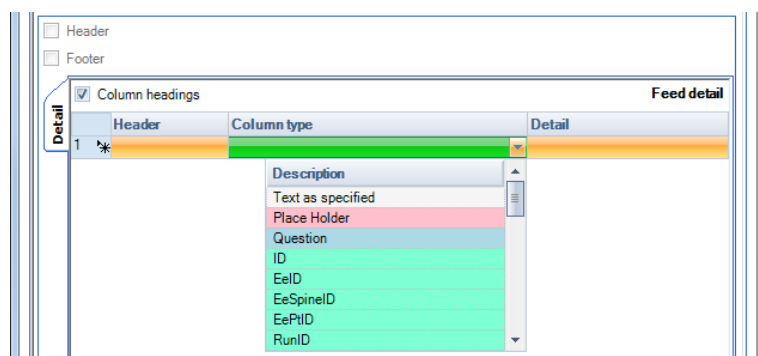 Header
Footer
Column headings Feed detail
Detail
Header Column type Detail
1
Description
Text as specified
Place Holder
Question
ID
EeID
EeSpineID
EePtID
RunID